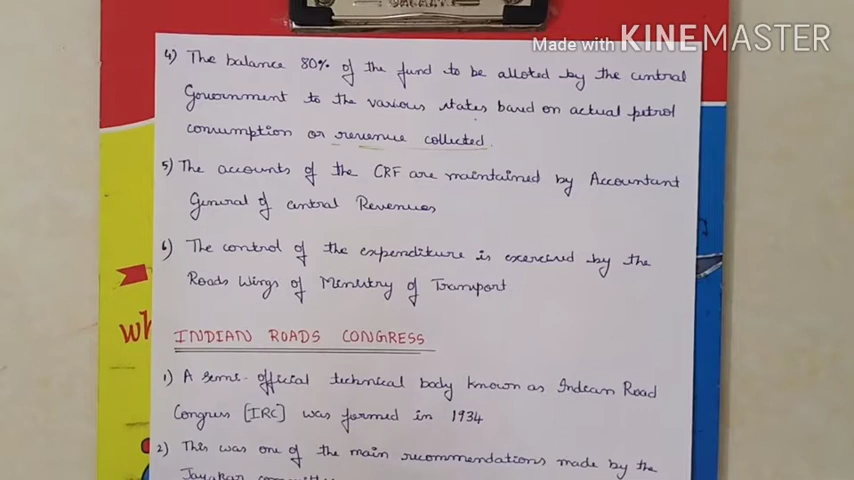 Made with KINEMASTER
4) The balance 80% of the fund to be alloted by the central
Government to the various states based on actual petrol
consumption or revenue collected.
5) The accounts of the CRF are maintained by Accountant
General of central Revenues
6) The control of the expenditure is exercised by the
Roads Wings of Ministry of Transport
wh
INDIAN ROADS CONGRESS
1) A semi-official technical body known as Indian Road
Congress [IRC] was formed in 1934
2) This was one of the main recommendations made by the
Jayakar